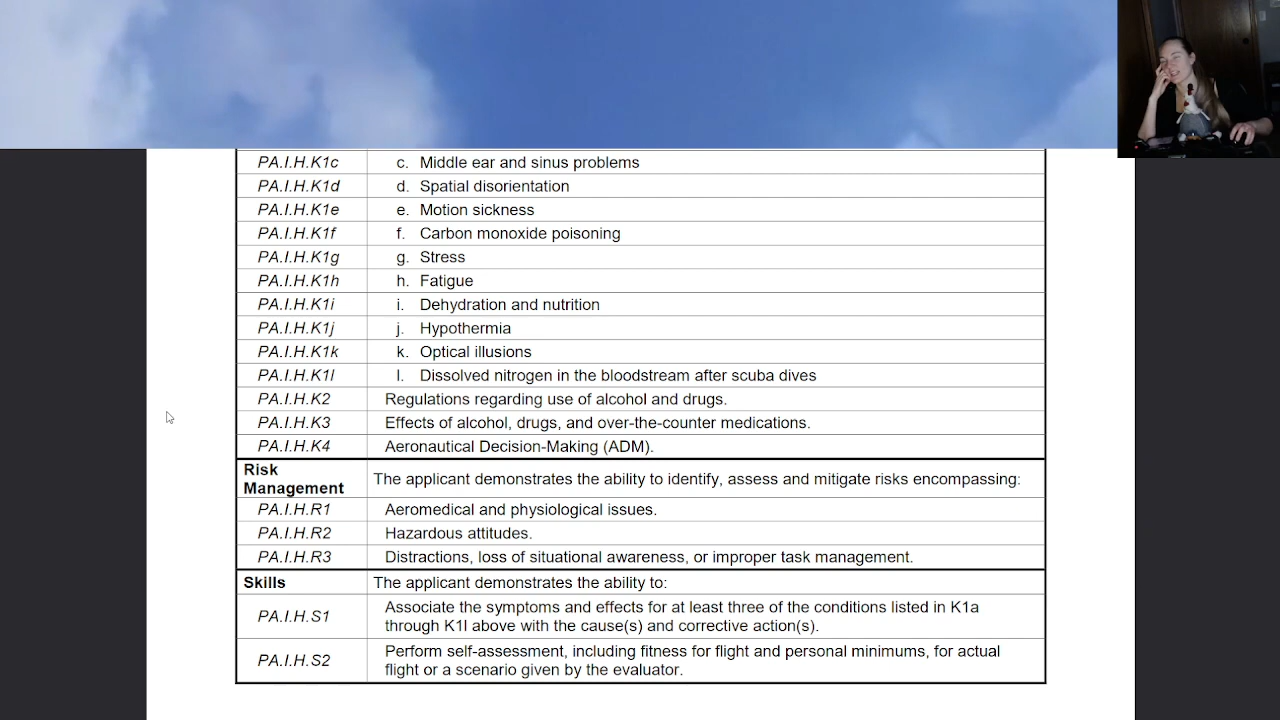 PA.I.H.K1c c. Middle ear and sinus problems
PA.I.H.K1d d. Spatial disorientation
PA.I.H.K1e e. Motion sickness
PA.I.H.K1f f. Carbon monoxide poisoning
PA.I.H.K1g g. Stress
PA.I.H.K1h h. Fatigue
PA.I.H.K1i i. Dehydration and nutrition
PA.I.H.K1j j. Hypothermia
PA.I.H.K1k k. Optical illusions
PA.I.H.K1l l. Dissolved nitrogen in the bloodstream after scuba dives
PA.I.H.K2 Regulations regarding use of alcohol and drugs.
PA.I.H.K3 Effects of alcohol, drugs, and over-the-counter medications.
PA.I.H.K4 Aeronautical Decision-Making (ADM).
Risk
Management
The applicant demonstrates the ability to identify, assess and mitigate risks encompassing:
PA.I.H.R1 Aeromedical and physiological issues.
PA.I.H.R2 Hazardous attitudes.
PA.I.H.R3 Distractions, loss of situational awareness, or improper task management.
Skills The applicant demonstrates the ability to:
PA.I.H.S1
Associate the symptoms and effects for at least three of the conditions listed in K1a
through K1l above with the cause(s) and corrective action(s).
PA.I.H.S2
Perform self-assessment, including fitness for flight and personal minimums, for actual
flight or a scenario given by the evaluator.